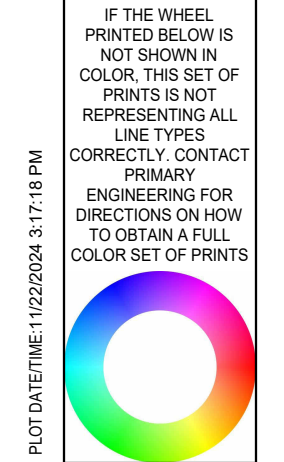 IF THE WHEEL
PRINTED BELOW IS
NOT SHOWN IN
COLOR, THIS SET OF
PRINTS IS NOT
REPRESENTING ALL
LINE TYPES
CORRECTLY. CONTACT
PRIMARY
ENGINEERING FOR
DIRECTIONS ON HOW
TO OBTAIN A FULL
COLOR SET OF PRINTS
PLOT DATE/TIME:11/22/2024 3:17:18 PM